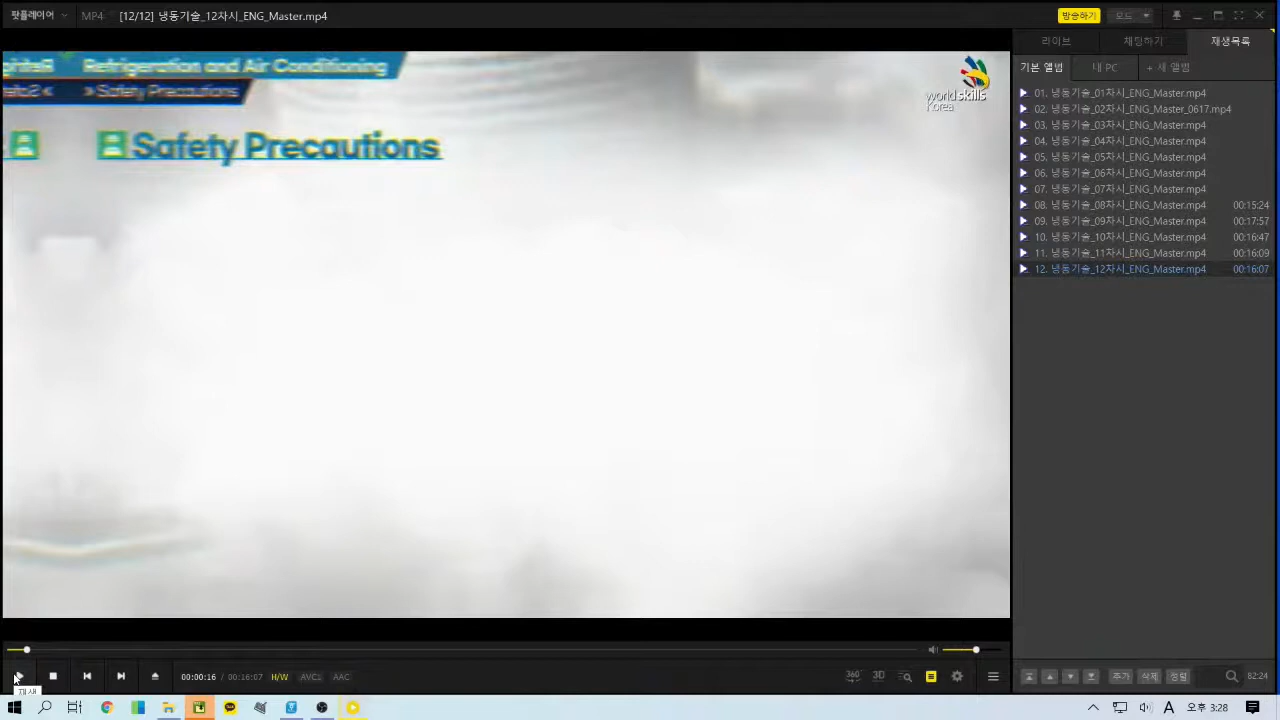 팟플레이어 MP4 [12/12] 냉동기술_12차시_ENG_Master.mp4 방송하기 모드
Refrigeration and Air Conditioning
» Safety Precautions
Safety Precautions
worldskills
Korea
라이브 채팅하기 재생목록
기본 앨범 내 PC + 새 앨범
01. 냉동기술_01차시_ENG_Master.mp4
02. 냉동기술_02차시_ENG_Master_0617.mp4
03. 냉동기술_03차시_ENG_Master.mp4
04. 냉동기술_04차시_ENG_Master.mp4
05. 냉동기술_05차시_ENG_Master.mp4
06. 냉동기술_06차시_ENG_Master.mp4
07. 냉동기술_07차시_ENG_Master.mp4
08. 냉동기술_08차시_ENG_Master.mp4 00:15:24
09. 냉동기술_09차시_ENG_Master.mp4 00:17:57
10. 냉동기술_10차시_ENG_Master.mp4 00:16:47
11. 냉동기술_11차시_ENG_Master.mp4 00:16:09
12. 냉동기술_12차시_ENG_Master.mp4 00:16:07
00:00:16 / 00:16:07 H/W AVC1 AAC 360 3D
추가 삭제 정렬 82:24
재생
A 오후 3:28